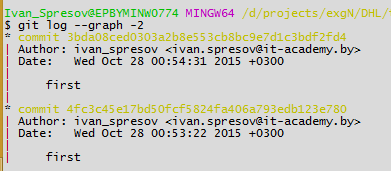 Ivan_Spresov@EPBYMINW0774 MINGW64 /d/projects/exgN/DHL/
$ git log --graph -2
* commit 3bda08ced0303a2b8e553cb8bc9e7d1c3bdf2fd4
| Author: ivan_spresov <ivan.spresov@it-academy.by>
| Date:   Wed Oct 28 00:54:31 2015 +0300
|
|     first
|
* commit 4fc3c45e17bd50fcf5824fa406a793edb123e780
| Author: ivan_spresov <ivan.spresov@it-academy.by>
| Date:   Wed Oct 28 00:53:22 2015 +0300
|
|     first